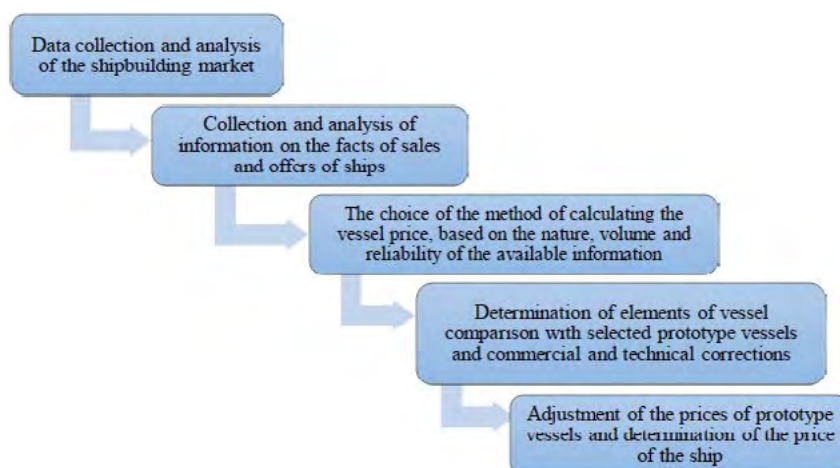 Data collection and analysis
of the shipbuilding market
Collection and analysis of
information on the facts of sales
and offers of ships
The choice of the method of calculating the
vessel price, based on the nature, volume and
reliability of the available information
Determination of elements of vessel
comparison with selected prototype vessels
and commercial and technical corrections
Adjustment of the prices of prototype
vessels and determination of the price
of the ship